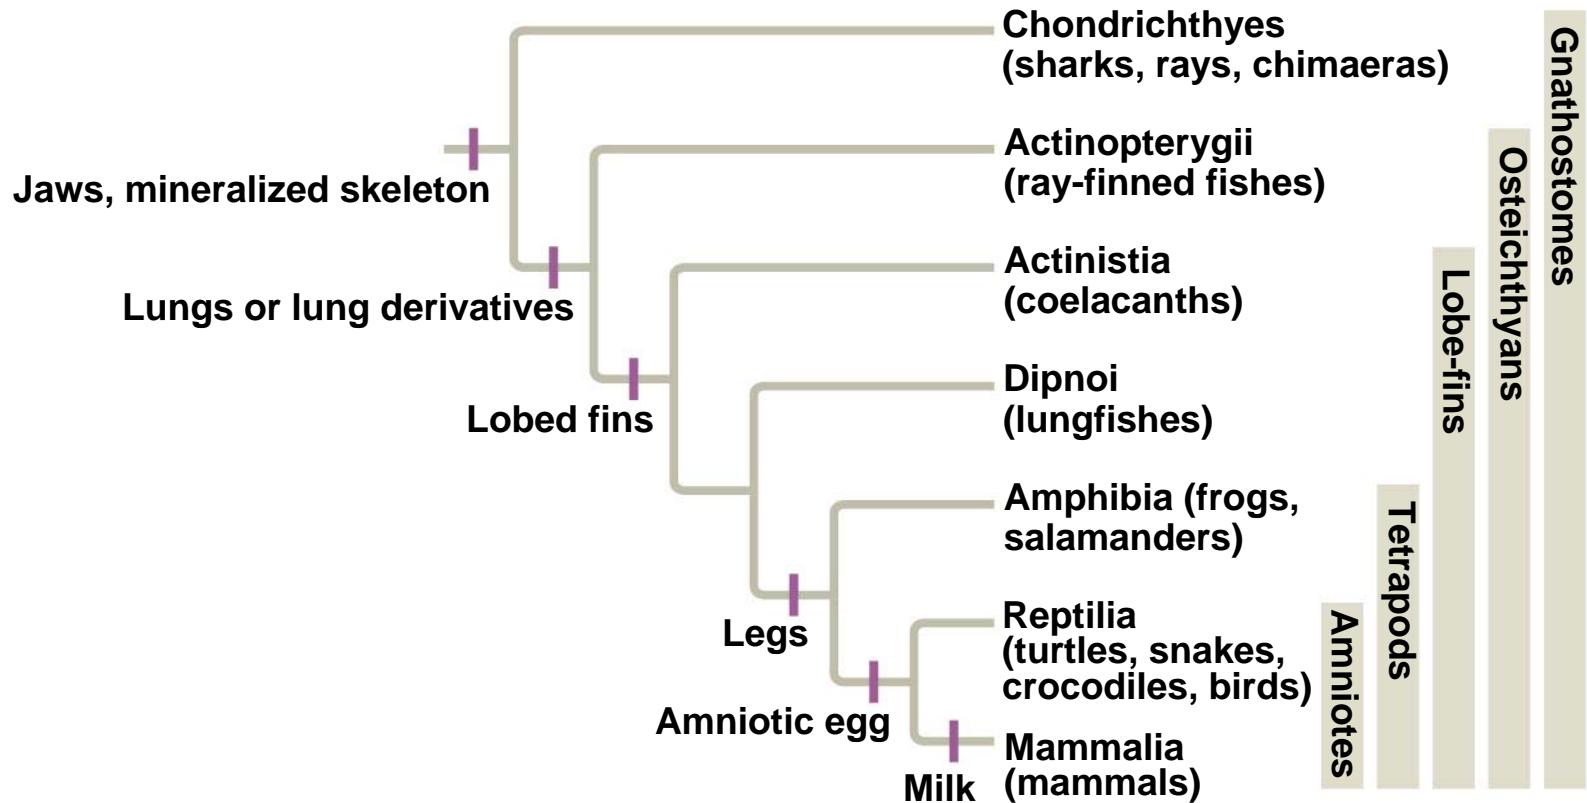 Chondrichthyes
(sharks, rays, chimaeras)
Actinopterygii
(ray-finned fishes)
Jaws, mineralized skeleton
Actinistia
(coelacanths)
Lungs or lung derivatives
Dipnoi
(lungfishes)
Lobed fins
Amphibia (frogs,
salamanders)
Reptilia
(turtles, snakes,
crocodiles, birds)
Legs
Amniotic egg
Mammalia
(mammals)
Milk
Amniotes
Tetrapods
Lobe-fins
Osteichthyans
Gnathostomes